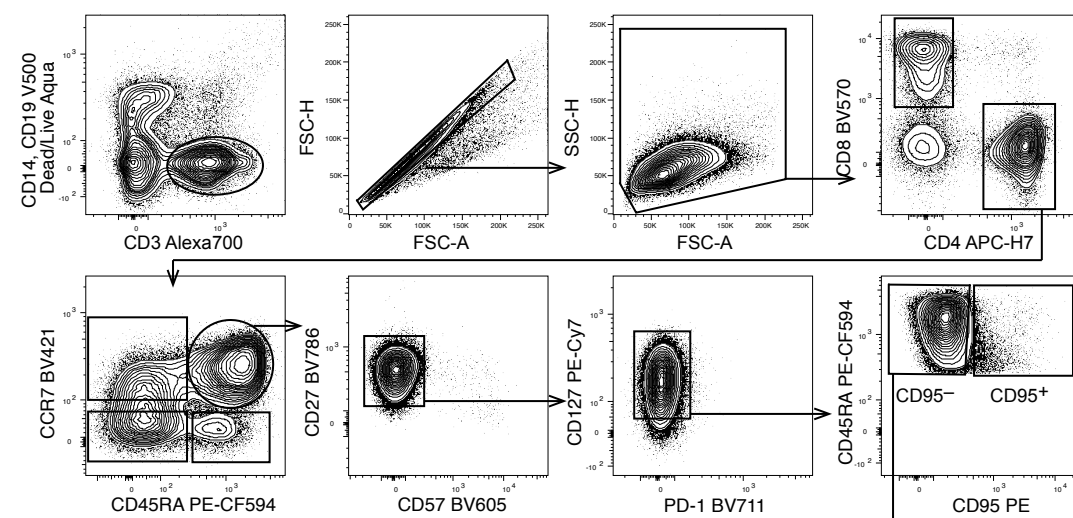 CD14, CD19 V500
Dead/Live Aqua
10³
10²
0
-10²
0
10³
CD3 Alexa700
FSC-H
250K
200K
150K
100K
50K
0
0
50K
100K
150K
200K
250K
FSC-A
SSC-H
250K
200K
150K
100K
50K
0
50K
100K
150K
200K
250K
FSC-A
CD8 BV570
10⁴
10³
0
0
10³
CD4 APC-H7
CCR7 BV421
10³
10²
0
0
10²
10³
CD45RA PE-CF594
CD27 BV786
10³
10²
0
0
10³
10⁴
CD57 BV605
CD127 PE-Cy7
10³
10²
0
-10²
0
10³
PD-1 BV711
CD45RA PE-CF594
10³
10²
0
-10²
CD95–
CD95+
0
10³
CD95 PE